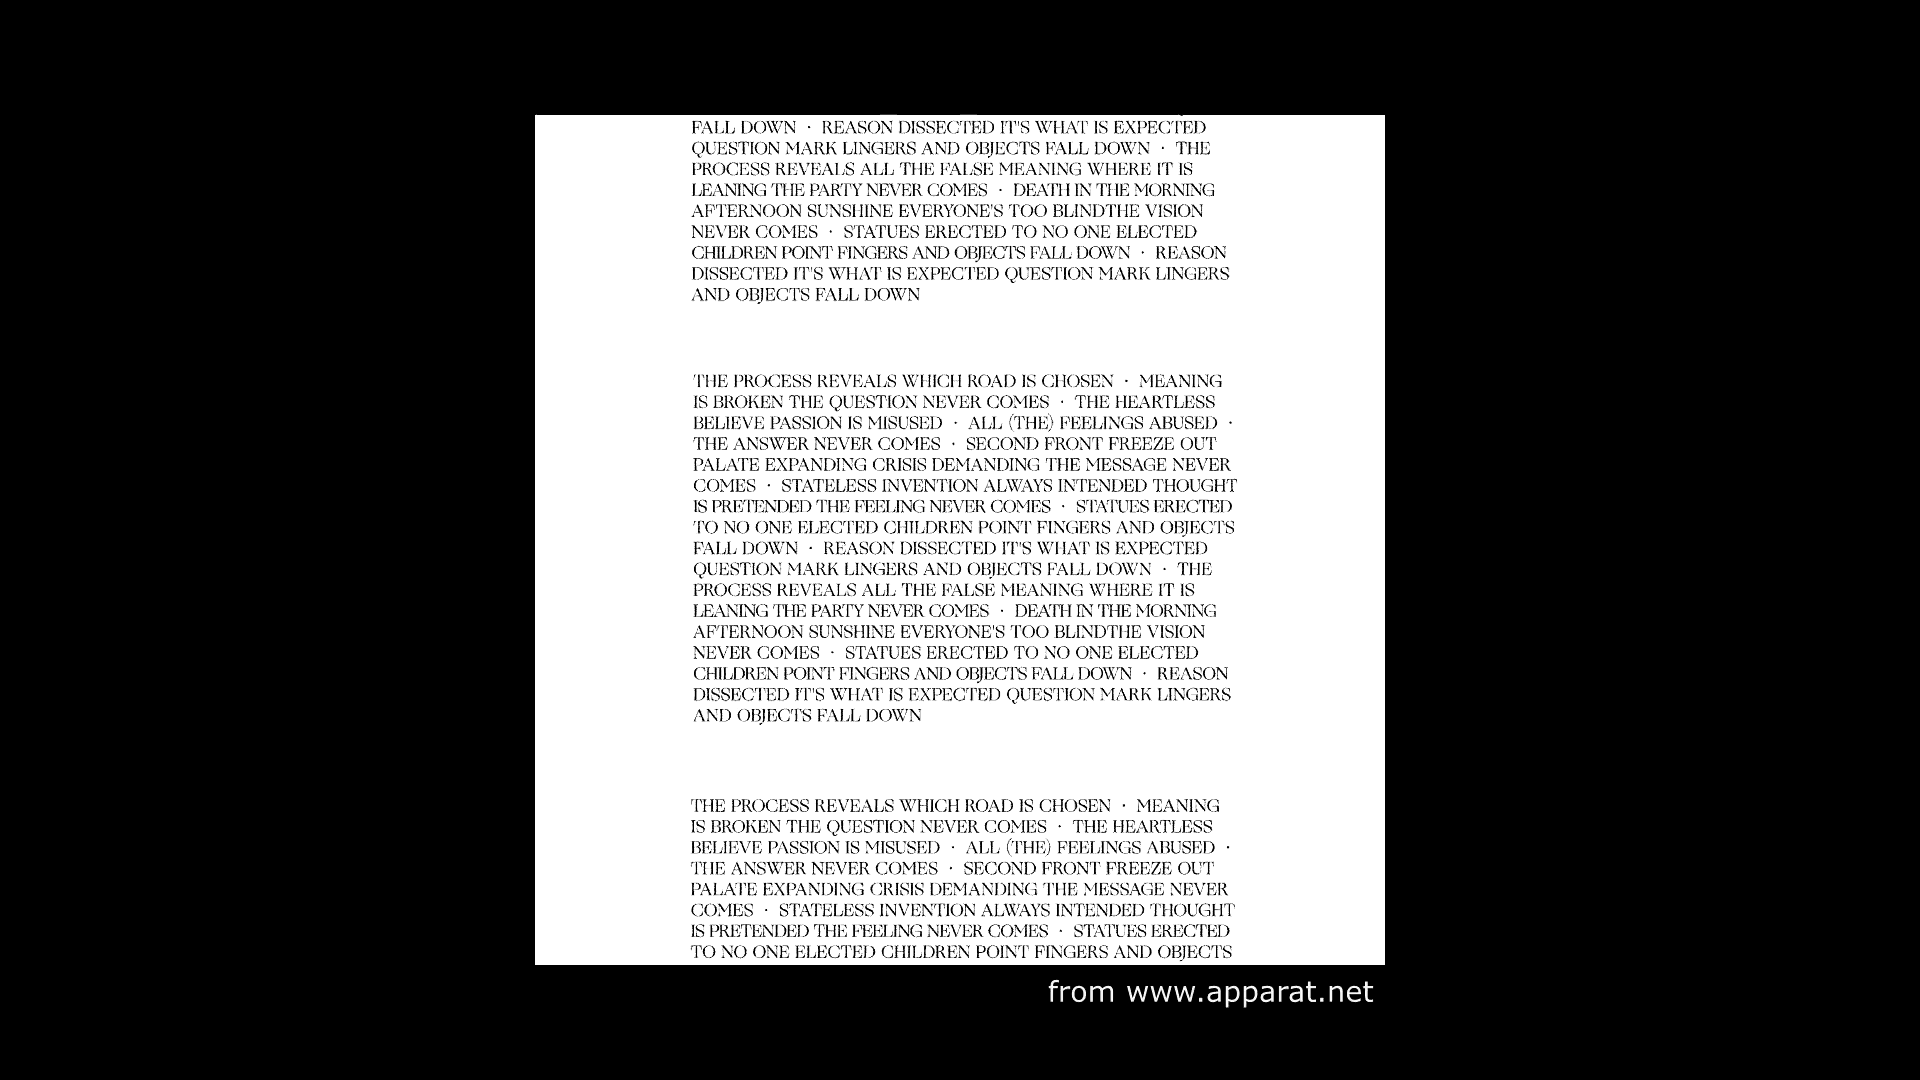 FALL DOWN · REASON DISSECTED IT'S WHAT IS EXPECTED
QUESTION MARK LINGERS AND OBJECTS FALL DOWN · THE
PROCESS REVEALS ALL THE FALSE MEANING WHERE IT IS
LEANING THE PARTY NEVER COMES · DEATH IN THE MORNING
AFTERNOON SUNSHINE EVERYONE'S TOO BLINDTHE VISION
NEVER COMES · STATUES ERECTED TO NO ONE ELECTED
CHILDREN POINT FINGERS AND OBJECTS FALL DOWN · REASON
DISSECTED IT'S WHAT IS EXPECTED QUESTION MARK LINGERS
AND OBJECTS FALL DOWN
THE PROCESS REVEALS WHICH ROAD IS CHOSEN · MEANING
IS BROKEN THE QUESTION NEVER COMES · THE HEARTLESS
BELIEVE PASSION IS MISUSED · ALL (THE) FEELINGS ABUSED ·
THE ANSWER NEVER COMES · SECOND FRONT FREEZE OUT
PALATE EXPANDING CRISIS DEMANDING THE MESSAGE NEVER
COMES · STATELESS INVENTION ALWAYS INTENDED THOUGHT
IS PRETENDED THE FEELING NEVER COMES · STATUES ERECTED
TO NO ONE ELECTED CHILDREN POINT FINGERS AND OBJECTS
FALL DOWN · REASON DISSECTED IT'S WHAT IS EXPECTED
QUESTION MARK LINGERS AND OBJECTS FALL DOWN · THE
PROCESS REVEALS ALL THE FALSE MEANING WHERE IT IS
LEANING THE PARTY NEVER COMES · DEATH IN THE MORNING
AFTERNOON SUNSHINE EVERYONE'S TOO BLINDTHE VISION
NEVER COMES · STATUES ERECTED TO NO ONE ELECTED
CHILDREN POINT FINGERS AND OBJECTS FALL DOWN · REASON
DISSECTED IT'S WHAT IS EXPECTED QUESTION MARK LINGERS
AND OBJECTS FALL DOWN
THE PROCESS REVEALS WHICH ROAD IS CHOSEN · MEANING
IS BROKEN THE QUESTION NEVER COMES · THE HEARTLESS
BELIEVE PASSION IS MISUSED · ALL (THE) FEELINGS ABUSED ·
THE ANSWER NEVER COMES · SECOND FRONT FREEZE OUT
PALATE EXPANDING CRISIS DEMANDING THE MESSAGE NEVER
COMES · STATELESS INVENTION ALWAYS INTENDED THOUGHT
IS PRETENDED THE FEELING NEVER COMES · STATUES ERECTED
TO NO ONE ELECTED CHILDREN POINT FINGERS AND OBJECTS
from www.apparat.net